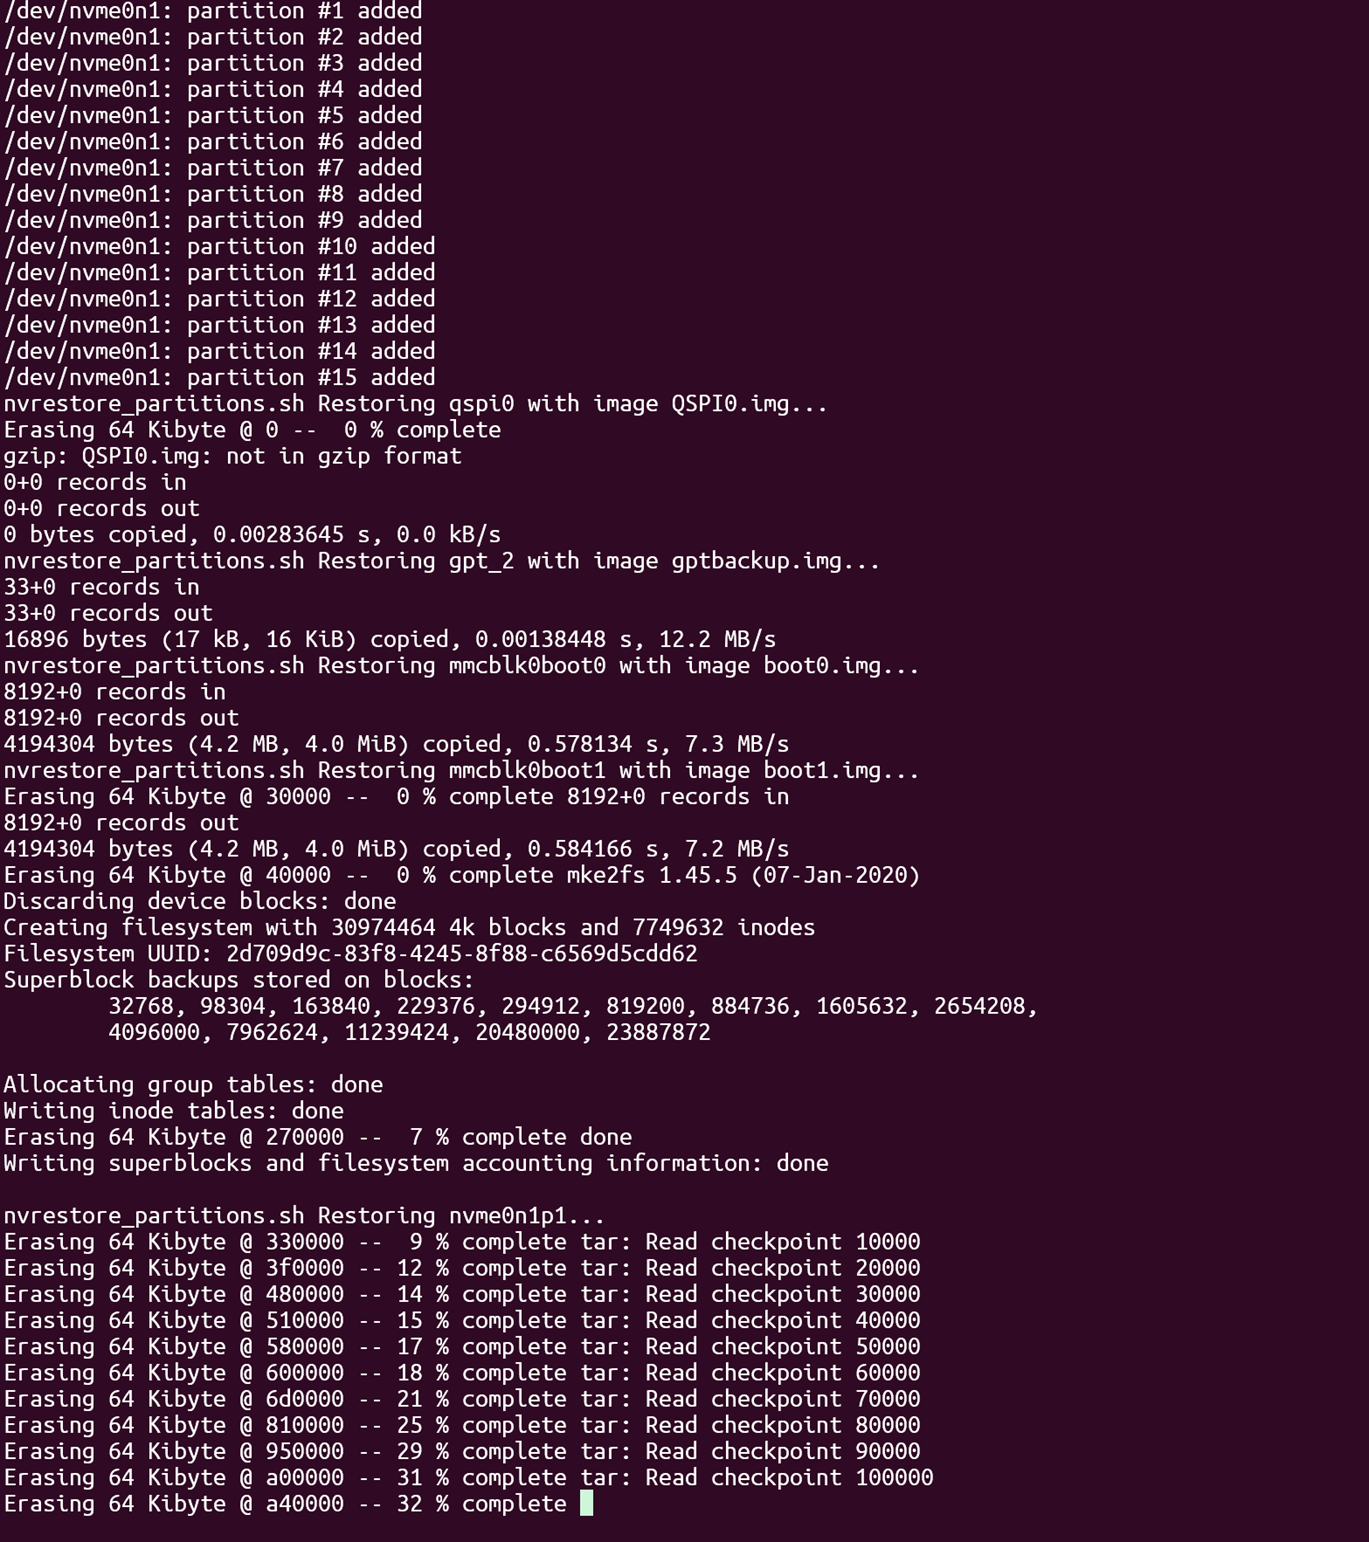 /dev/nvme0n1: partition #1 added
/dev/nvme0n1: partition #2 added
/dev/nvme0n1: partition #3 added
/dev/nvme0n1: partition #4 added
/dev/nvme0n1: partition #5 added
/dev/nvme0n1: partition #6 added
/dev/nvme0n1: partition #7 added
/dev/nvme0n1: partition #8 added
/dev/nvme0n1: partition #9 added
/dev/nvme0n1: partition #10 added
/dev/nvme0n1: partition #11 added
/dev/nvme0n1: partition #12 added
/dev/nvme0n1: partition #13 added
/dev/nvme0n1: partition #14 added
/dev/nvme0n1: partition #15 added
nvrestore_partitions.sh Restoring qspi0 with image QSPI0.img...
Erasing 64 Kibyte @ 0 --  0 % complete
gzip: QSPI0.img: not in gzip format
0+0 records in
0+0 records out
0 bytes copied, 0.00283645 s, 0.0 kB/s
nvrestore_partitions.sh Restoring gpt_2 with image gptbackup.img...
33+0 records in
33+0 records out
16896 bytes (17 kB, 16 KiB) copied, 0.00138448 s, 12.2 MB/s
nvrestore_partitions.sh Restoring mmcblk0boot0 with image boot0.img...
8192+0 records in
8192+0 records out
4194304 bytes (4.2 MB, 4.0 MiB) copied, 0.578134 s, 7.3 MB/s
nvrestore_partitions.sh Restoring mmcblk0boot1 with image boot1.img...
Erasing 64 Kibyte @ 30000 --  0 % complete 8192+0 records in
8192+0 records out
4194304 bytes (4.2 MB, 4.0 MiB) copied, 0.584166 s, 7.2 MB/s
Erasing 64 Kibyte @ 40000 --  0 % complete mke2fs 1.45.5 (07-Jan-2020)
Discarding device blocks: done
Creating filesystem with 30974464 4k blocks and 7749632 inodes
Filesystem UUID: 2d709d9c-83f8-4245-8f88-c6569d5cdd62
Superblock backups stored on blocks:
32768, 98304, 163840, 229376, 294912, 819200, 884736, 1605632, 2654208,
4096000, 7962624, 11239424, 20480000, 23887872
Allocating group tables: done
Writing inode tables: done
Erasing 64 Kibyte @ 270000 --  7 % complete done
Writing superblocks and filesystem accounting information: done
nvrestore_partitions.sh Restoring nvme0n1p1...
Erasing 64 Kibyte @ 330000 --  9 % complete tar: Read checkpoint 10000
Erasing 64 Kibyte @ 3f0000 -- 12 % complete tar: Read checkpoint 20000
Erasing 64 Kibyte @ 480000 -- 14 % complete tar: Read checkpoint 30000
Erasing 64 Kibyte @ 510000 -- 15 % complete tar: Read checkpoint 40000
Erasing 64 Kibyte @ 580000 -- 17 % complete tar: Read checkpoint 50000
Erasing 64 Kibyte @ 600000 -- 18 % complete tar: Read checkpoint 60000
Erasing 64 Kibyte @ 6d0000 -- 21 % complete tar: Read checkpoint 70000
Erasing 64 Kibyte @ 810000 -- 25 % complete tar: Read checkpoint 80000
Erasing 64 Kibyte @ 950000 -- 29 % complete tar: Read checkpoint 90000
Erasing 64 Kibyte @ a00000 -- 31 % complete tar: Read checkpoint 100000
Erasing 64 Kibyte @ a40000 -- 32 % complete